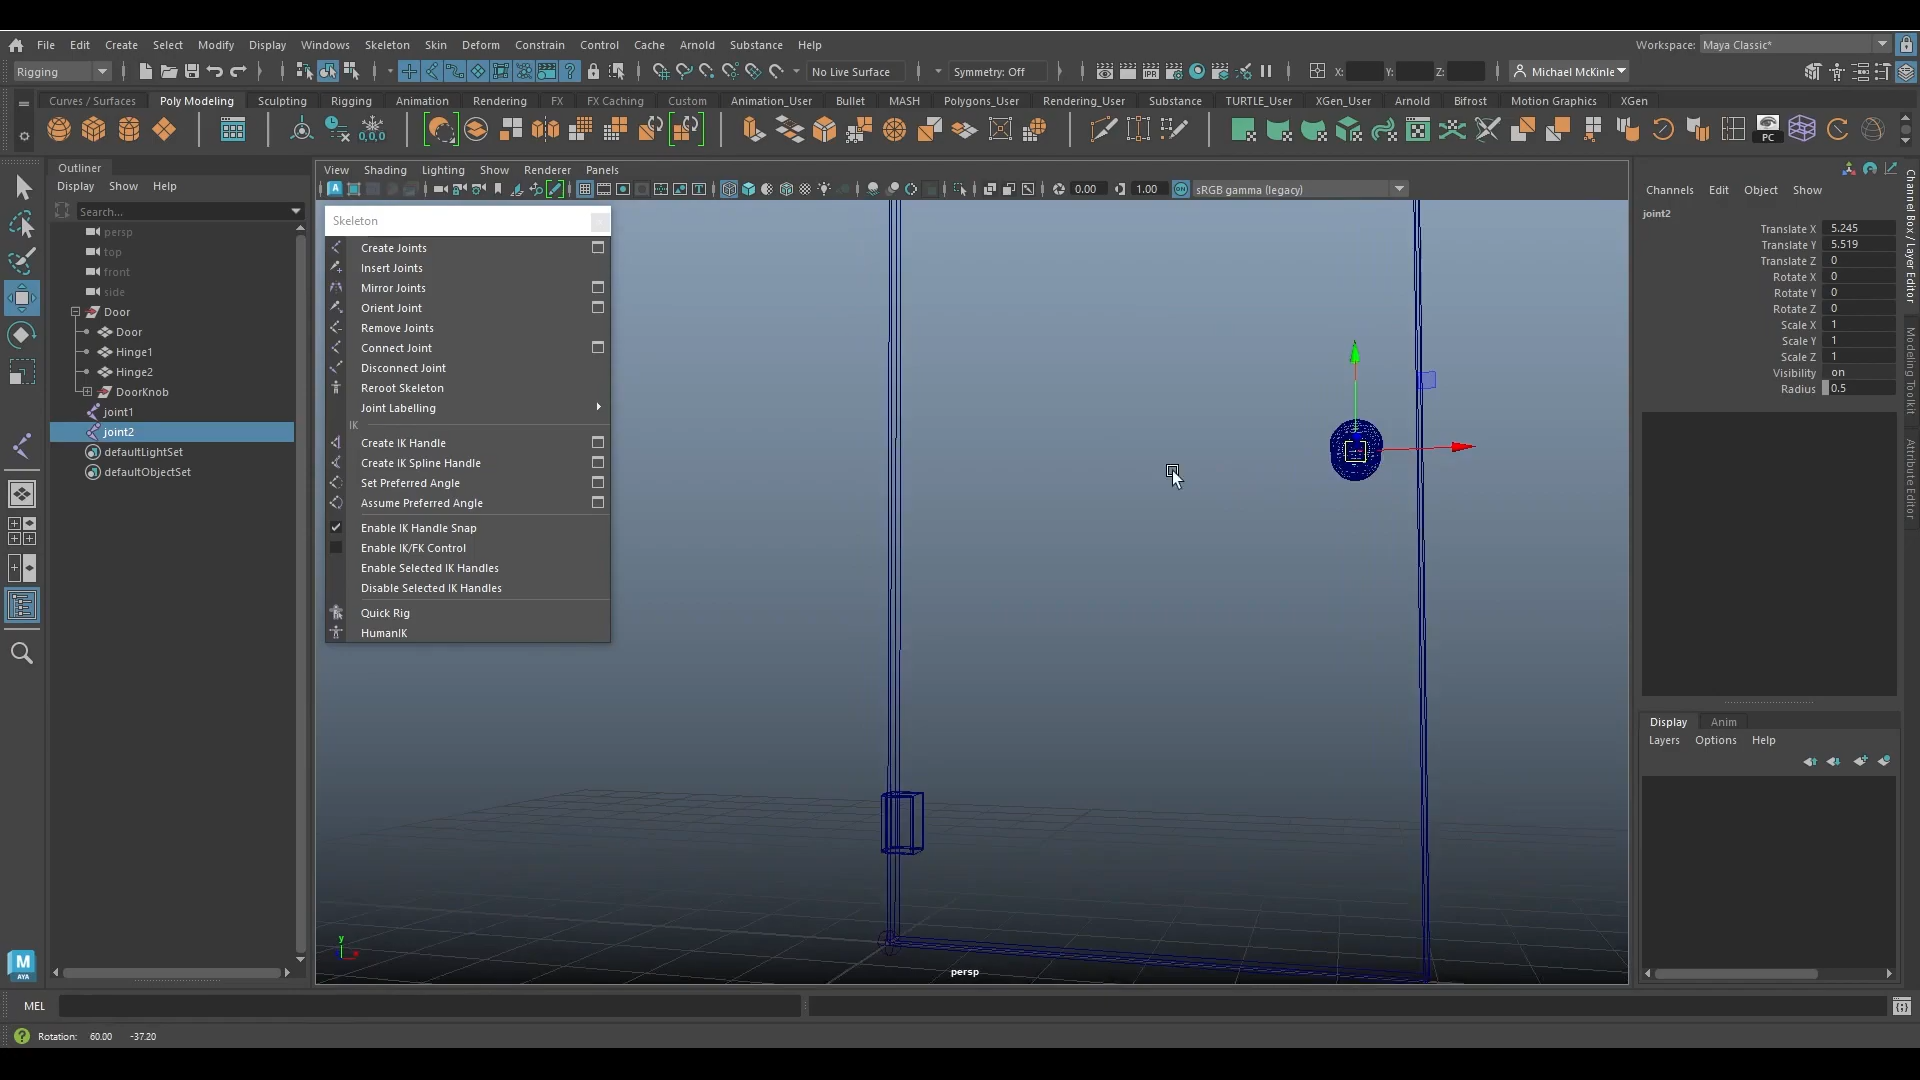 File Edit Create Select Modify Display Windows Skeleton Skin Deform Constrain Control Cache Arnold Substance Help
Workspace: Maya Classic*
Rigging
No Live Surface
Symmetry: Off
X: Y: Z:
Michael McKinle
Curves / Surfaces Poly Modeling Sculpting Rigging Animation Rendering FX FX Caching Custom Animation_User Bullet MASH Polygons_User Rendering_User Substance TURTLE_User XGen_User Arnold Bifrost Motion Graphics XGen
IPR
0,0,0
PC
Outliner
Display Show Help
Search...
persp
top
front
side
Door
Door
Hinge1
Hinge2
DoorKnob
joint1
joint2
defaultLightSet
defaultObjectSet
M
AYA
View Shading Lighting Show Renderer Panels
0.00
1.00
ON
sRGB gamma (legacy)
Skeleton
Create Joints
Insert Joints
Mirror Joints
Orient Joint
Remove Joints
Connect Joint
Disconnect Joint
Reroot Skeleton
Joint Labelling
IK
Create IK Handle
Create IK Spline Handle
Set Preferred Angle
Assume Preferred Angle
Enable IK Handle Snap
Enable IK/FK Control
Enable Selected IK Handles
Disable Selected IK Handles
Quick Rig
HumanIK
y
persp
Channels Edit Object Show
joint2
Translate X 5.245
Translate Y 5.519
Translate Z 0
Rotate X 0
Rotate Y 0
Rotate Z 0
Scale X 1
Scale Y 1
Scale Z 1
Visibility on
Radius 0.5
Channel Box / Layer Editor
Modeling Toolkit
Attribute Editor
Display Anim
Layers Options Help
MEL
Rotation: 60.00 -37.20